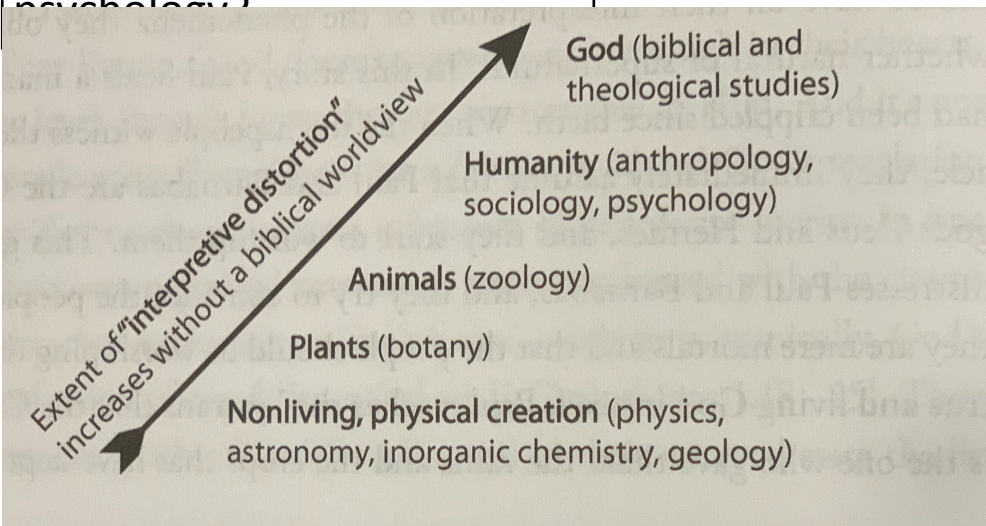 psychology?
God (biblical and
theological studies)
Extent of "interpretive distortion"
increases without a biblical worldview
Humanity (anthropology,
sociology, psychology)
Animals (zoology)
Plants (botany)
Nonliving, physical creation (physics,
astronomy, inorganic chemistry, geology)